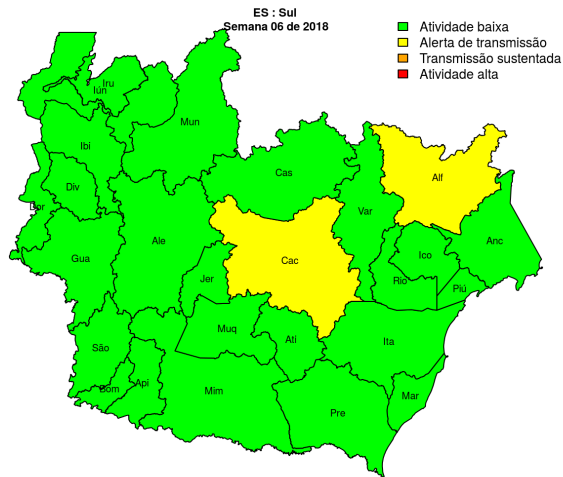 ES : Sul
Semana 06 de 2018
Atividade baixa
Alerta de transmissão
Transmissão sustentada
Atividade alta
Iru
Iún
Mun
Ibi
Cas
Alf
Div
Dor
Var
Ale
Anc
Gua
Ico
Cac
Jer
Rio
Piú
Muq
Ati
Ita
São
Bom
Api
Mim
Mar
Pre